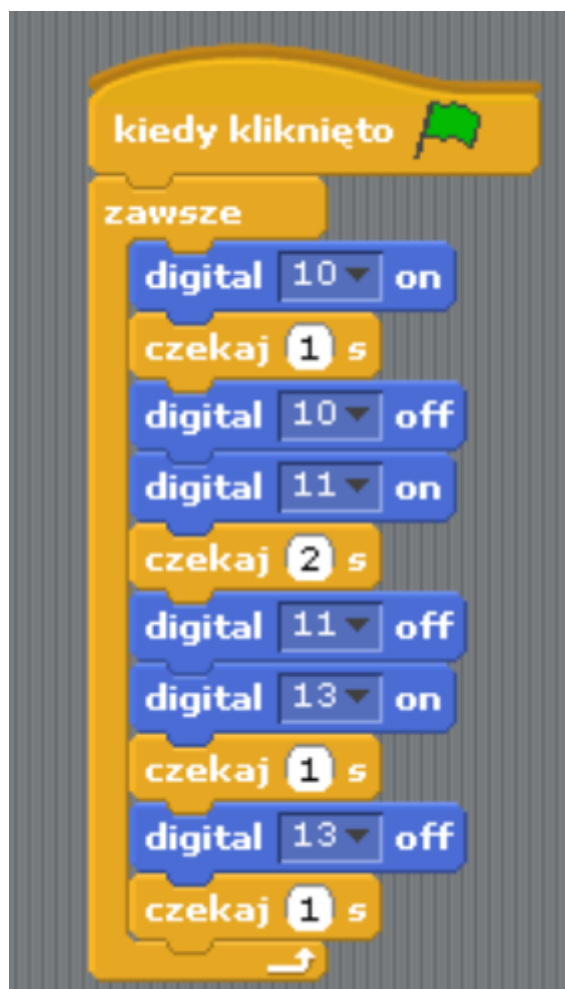 kiedy kliknięto
zawsze
digital 10 on
czekaj 1 s
digital 10 off
digital 11 on
czekaj 2 s
digital 11 off
digital 13 on
czekaj 1 s
digital 13 off
czekaj 1 s